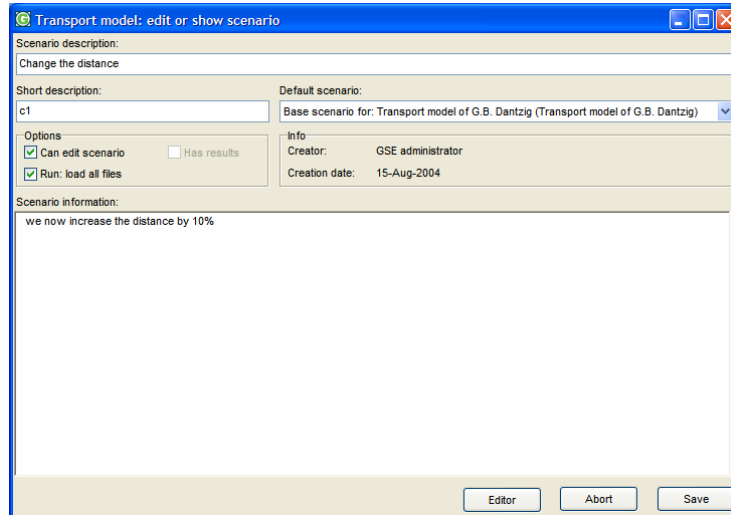 Transport model: edit or show scenario
Scenario description:
Change the distance
Short description:
Default scenario:
c1
Base scenario for: Transport model of G.B. Dantzig (Transport model of G.B. Dantzig)
Options
Info
Can edit scenario
Has results
Creator:
GSE administrator
Run: load all files
Creation date:
15-Aug-2004
Scenario information:
we now increase the distance by 10%
Editor
Abort
Save